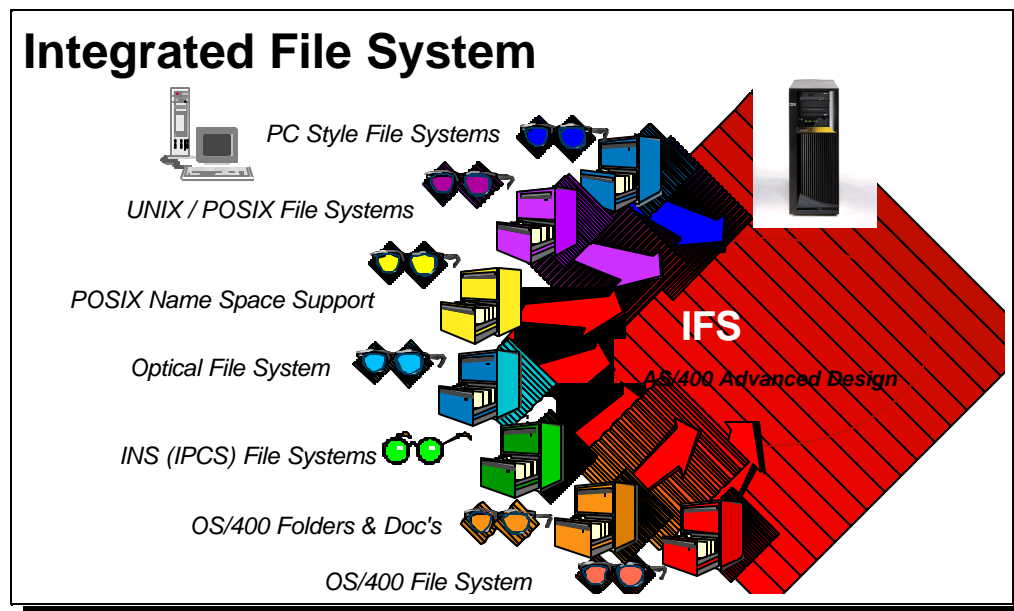 Integrated File System
PC Style File Systems
UNIX / POSIX File Systems
POSIX Name Space Support
IFS
Optical File System
AS/400 Advanced Design
INS (IPCS) File Systems
OS/400 Folders & Doc's
OS/400 File System